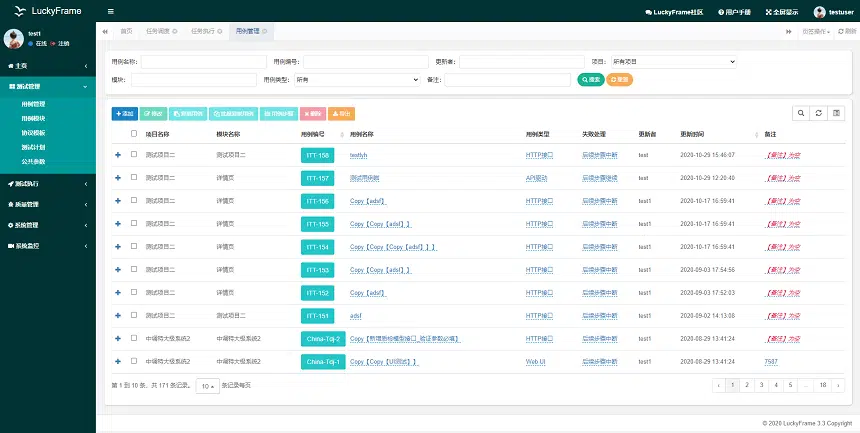 LuckyFrame
LuckyFrame社区 用户手册 全屏显示 testuser
test1
在线 注销
首页 任务调度 任务执行 用例管理
页签操作 刷新
主页
测试管理
用例管理
用例模块
协议模板
测试计划
公共参数
测试执行
质量管理
系统管理
系统监控
用例名称: 用例编号: 更新者: 项目: 所有项目
模块: 用例类型: 所有 备注: 搜索 重置
添加 修改 删除 导出
项目名称 模块名称 用例编号 用例名称 用例类型 失败处理 更新者 更新时间 备注
测试项目二 测试项目二 ITT-158 testlyh HTTP接口 后续步骤中断 test 2020-10-29 15:46:07 【备注】为空
测试项目二 详情页 ITT-157 测试用例数 API驱动 后续步骤继续 test 2020-10-29 12:20:40 【备注】为空
测试项目二 详情页 ITT-156 Copy【adsf】 HTTP接口 后续步骤中断 test1 2020-10-17 16:59:41 【备注】为空
测试项目二 详情页 ITT-155 Copy【Copy【adsf】】 HTTP接口 后续步骤中断 test1 2020-10-17 16:59:41 【备注】为空
测试项目二 详情页 ITT-154 Copy【Copy【Copy【adsf】】】 HTTP接口 后续步骤中断 test1 2020-10-17 16:59:41 【备注】为空
测试项目二 详情页 ITT-153 Copy【Copy【adsf】】 HTTP接口 后续步骤中断 test1 2020-09-03 17:54:56 【备注】为空
测试项目二 详情页 ITT-152 Copy【adsf】 HTTP接口 后续步骤中断 test1 2020-09-03 17:52:03 【备注】为空
测试项目二 测试项目二 ITT-151 adsf HTTP接口 后续步骤中断 test1 2020-09-02 14:13:08 【备注】为空
中储特大极系统2 中储特大极系统2 China-Tdj-2 Copy【新增质检模型接口_验证参数必填】 HTTP接口 后续步骤中断 test1 2020-08-29 13:41:24 【备注】为空
中储特大极系统2 中储特大极系统2 China-Tdj-1 Copy【Copy【UI测试】】 Web UI 后续步骤中断 test1 2020-08-29 13:41:24 7587
第 1 到 10 条，共 171 条记录。 10 条记录每页
‹ 1 2 3 4 5 ... 18 ›
© 2020 LuckyFrame 3.3 Copyright